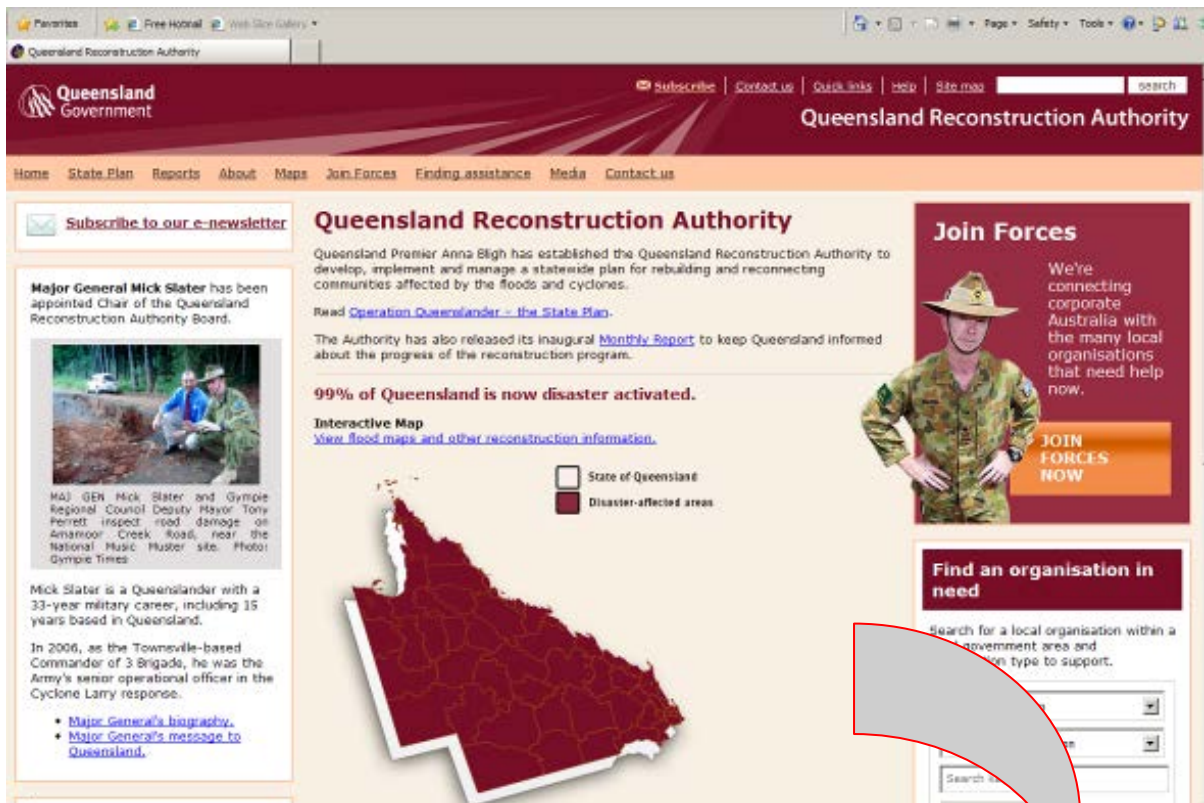 Favorites Free Hotmail Web Slice Gallery
Page Safety Tools
Queensland Reconstruction Authority
Queensland
Government
Subscribe Contact us Quick links Help Site map search
Queensland Reconstruction Authority
Home State Plan Reports About Maps Join Forces Finding assistance Media Contact us
Subscribe to our e-newsletter
Major General Mick Slater has been
appointed Chair of the Queensland
Reconstruction Authority Board.
MAJ GEN Mick Slater and Gympie
Regional Council Deputy Mayor Tony
Perrett inspect road damage on
Amamoor Creek Road, near the
National Music Muster site. Photo:
Gympie Times
Mick Slater is a Queenslander with a
33-year military career, including 15
years based in Queensland.
In 2006, as the Townsville-based
Commander of 3 Brigade, he was the
Army's senior operational officer in the
Cyclone Larry response.
• Major General's biography.
• Major General's message to
Queensland.
Queensland Reconstruction Authority
Queensland Premier Anna Bligh has established the Queensland Reconstruction Authority to
develop, implement and manage a statewide plan for rebuilding and reconnecting
communities affected by the floods and cyclones.
Read Operation Queenslander – the State Plan.
The Authority has also released its inaugural Monthly Report to keep Queensland informed
about the progress of the reconstruction program.
99% of Queensland is now disaster activated.
Interactive Map
View flood maps and other reconstruction information.
State of Queensland
Disaster-affected areas
Join Forces
We're
connecting
corporate
Australia with
the many local
organisations
that need help
now.
JOIN
FORCES
NOW
Find an organisation in
need
Search for a local organisation within a
government area and
type to support.
Search